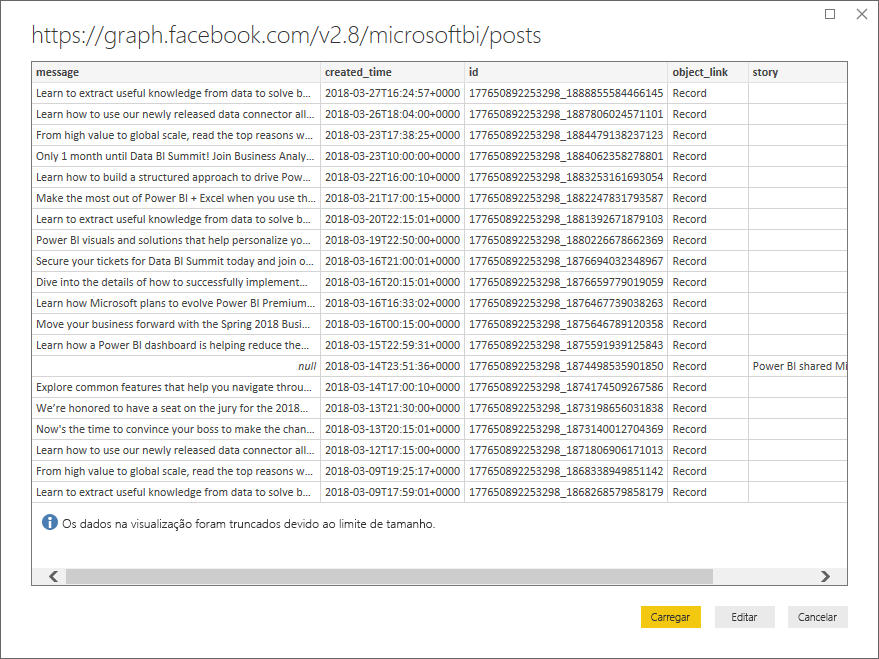 https://graph.facebook.com/v2.8/microsoftbi/posts
message created_time id object_link story
Learn to extract useful knowledge from data to solve b... 2018-03-27T16:24:57+0000 177650892253298_1888855584466145 Record
Learn how to use our newly released data connector all... 2018-03-26T18:04:00+0000 177650892253298_1887806024571101 Record
From high value to global scale, read the top reasons w... 2018-03-23T17:38:25+0000 177650892253298_1884479138237123 Record
Only 1 month until Data BI Summit! Join Business Analy... 2018-03-23T10:00:00+0000 177650892253298_1884062358278801 Record
Learn how to build a structured approach to drive Pow... 2018-03-22T16:00:10+0000 177650892253298_1883253161693054 Record
Make the most out of Power BI + Excel when you use th... 2018-03-21T17:00:15+0000 177650892253298_1882247831793587 Record
Learn to extract useful knowledge from data to solve b... 2018-03-20T22:15:01+0000 177650892253298_1881392671879103 Record
Power BI visuals and solutions that help personalize yo... 2018-03-19T22:50:00+0000 177650892253298_1880226678662369 Record
Secure your tickets for Data BI Summit today and join o... 2018-03-16T21:00:01+0000 177650892253298_1876694032348967 Record
Dive into the details of how to successfully implement... 2018-03-16T20:15:01+0000 177650892253298_1876659779019059 Record
Learn how Microsoft plans to evolve Power BI Premium... 2018-03-16T16:33:02+0000 177650892253298_1876467739038263 Record
Move your business forward with the Spring 2018 Busi... 2018-03-16T00:15:00+0000 177650892253298_1875646789120358 Record
Learn how a Power BI dashboard is helping reduce the... 2018-03-15T22:59:31+0000 177650892253298_1875591939125843 Record
null 2018-03-14T23:51:36+0000 177650892253298_1874498535901850 Record Power BI shared Mi
Explore common features that help you navigate throu... 2018-03-14T17:00:10+0000 177650892253298_1874174509267586 Record
We're honored to have a seat on the jury for the 2018... 2018-03-13T21:30:00+0000 177650892253298_1873198656031838 Record
Now's the time to convince your boss to make the chan... 2018-03-13T20:15:01+0000 177650892253298_1873140012704369 Record
Learn how to use our newly released data connector all... 2018-03-12T17:15:00+0000 177650892253298_1871806906171013 Record
From high value to global scale, read the top reasons w... 2018-03-09T19:25:17+0000 177650892253298_1868338949851142 Record
Learn to extract useful knowledge from data to solve b... 2018-03-09T17:59:01+0000 177650892253298_1868268579858179 Record
Os dados na visualização foram truncados devido ao limite de tamanho.
Carregar Editar Cancelar